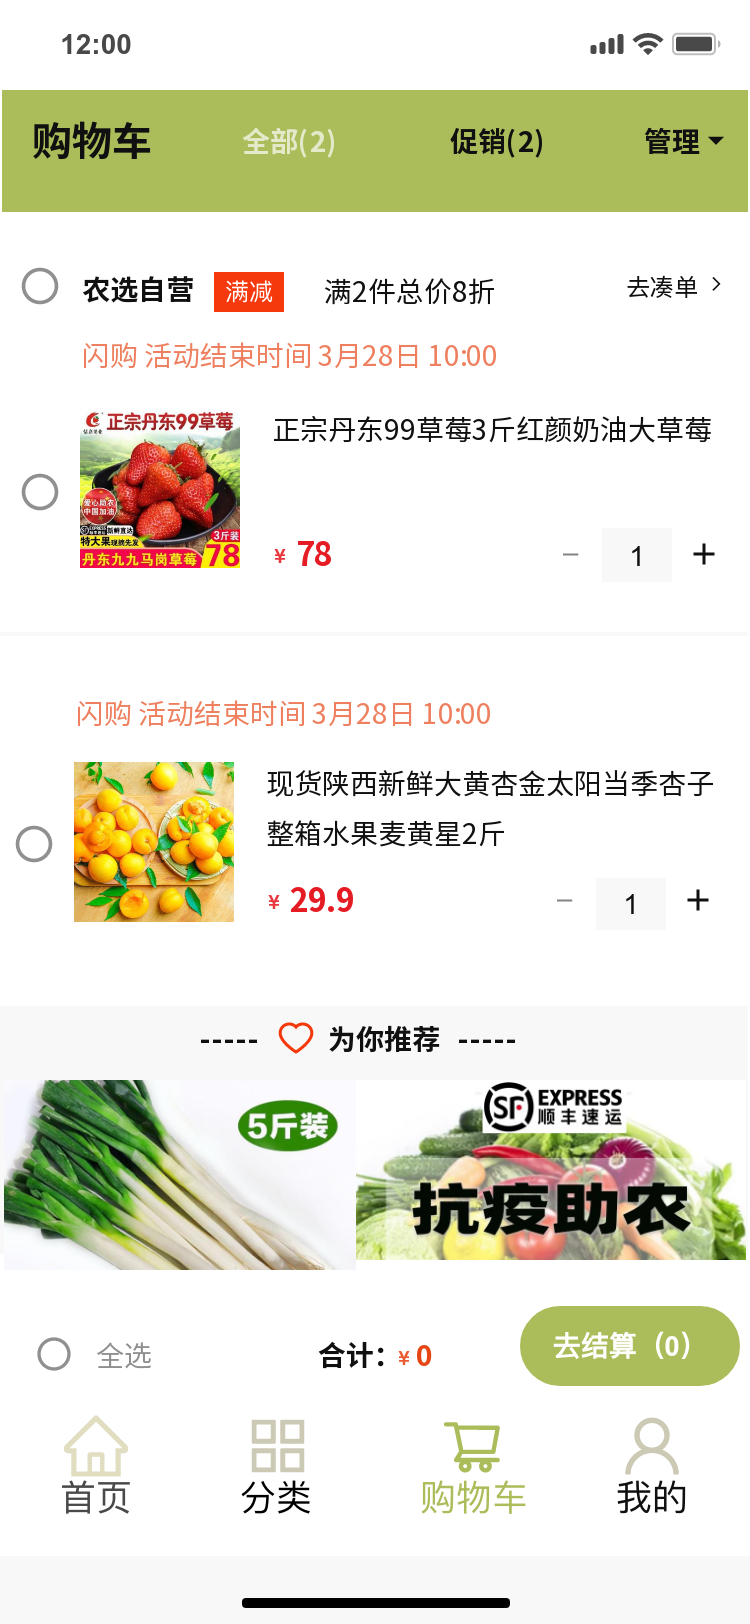 12:00
购物车 全部(2) 促销(2) 管理
农选自营 满减 满2件总价8折 去凑单
闪购 活动结束时间 3月28日 10:00
正宗丹东99草莓
正宗丹东99草莓3斤红颜奶油大草莓
爱心助农
中国加油
新鲜直达
特大果现摘先发
3斤装
丹东九九马岗草莓 78
¥ 78
1
闪购 活动结束时间 3月28日 10:00
现货陕西新鲜大黄杏金太阳当季杏子
整箱水果麦黄星2斤
¥ 29.9
1
----- 为你推荐 -----
5斤装
SF EXPRESS
顺丰速运
抗疫助农
全选 合计：¥ 0 去结算（0）
首页 分类 购物车 我的